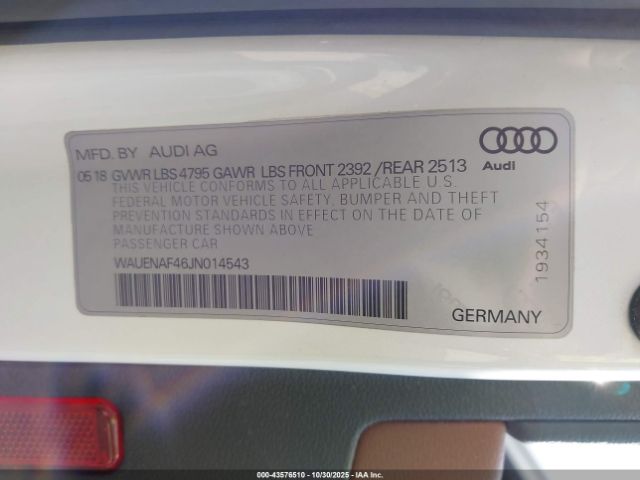 MFD. BY AUDI AG
05 18 GVWR LBS 4795 GAWR LBS FRONT 2392 /REAR 2513
THIS VEHICLE CONFORMS TO ALL APPLICABLE U.S.
FEDERAL MOTOR VEHICLE SAFETY, BUMPER AND THEFT
PREVENTION STANDARDS IN EFFECT ON THE DATE OF
MANUFACTURE SHOWN ABOVE
PASSENGER CAR
WAUENAF46JN014543
Audi
1934154
GERMANY
000-43576510 | 10/30/2025 | IAA Inc.